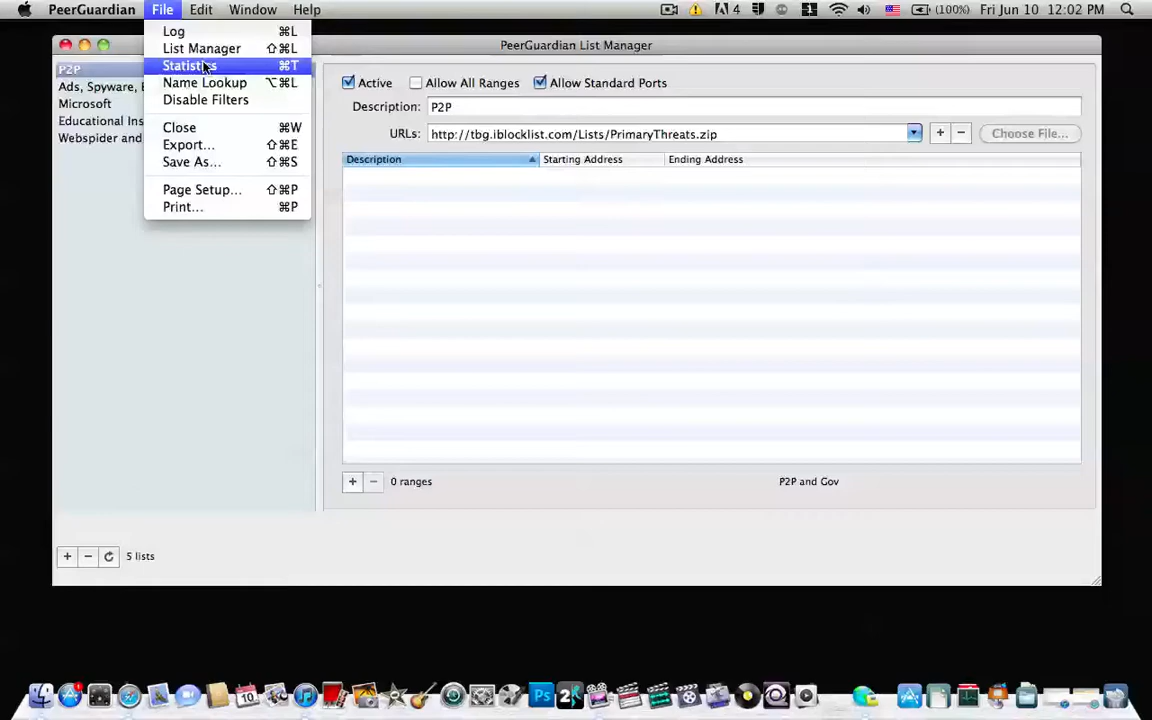 PeerGuardian File Edit Window Help 4 (100%) Fri Jun 10 12:02 PM
Log ⌘L
List Manager ⇧⌘L
Statistics ⌘T
Name Lookup ⌥⌘L
Disable Filters
Close ⌘W
Export... ⇧⌘E
Save As... ⇧⌘S
Page Setup... ⇧⌘P
Print... ⌘P
PeerGuardian List Manager
P2P
Ads, Spyware,
Microsoft
Educational Ins
Webspider and
5 lists
Active Allow All Ranges Allow Standard Ports
Description: P2P
URLs: http://tbg.iblocklist.com/Lists/PrimaryThreats.zip + − Choose File...
Description Starting Address Ending Address
+ − 0 ranges P2P and Gov
10 Ps